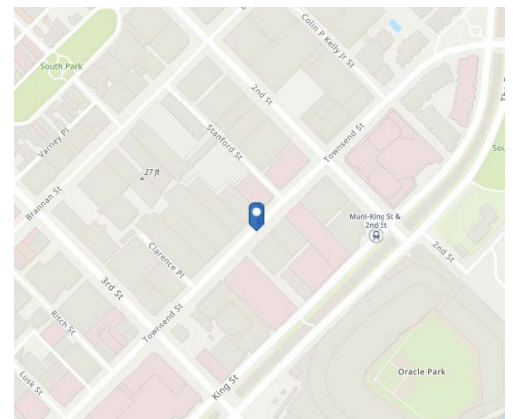 Colin P Kelly Jr St
South Park
2nd St
Varney Pl
Stanford St
Townsend St
27 ft
Brannan St
Muni-King St &
2nd St
2nd St
Clarence Pl
3rd St
Townsend St
Ritch St
Oracle Park
Lusk St
King St